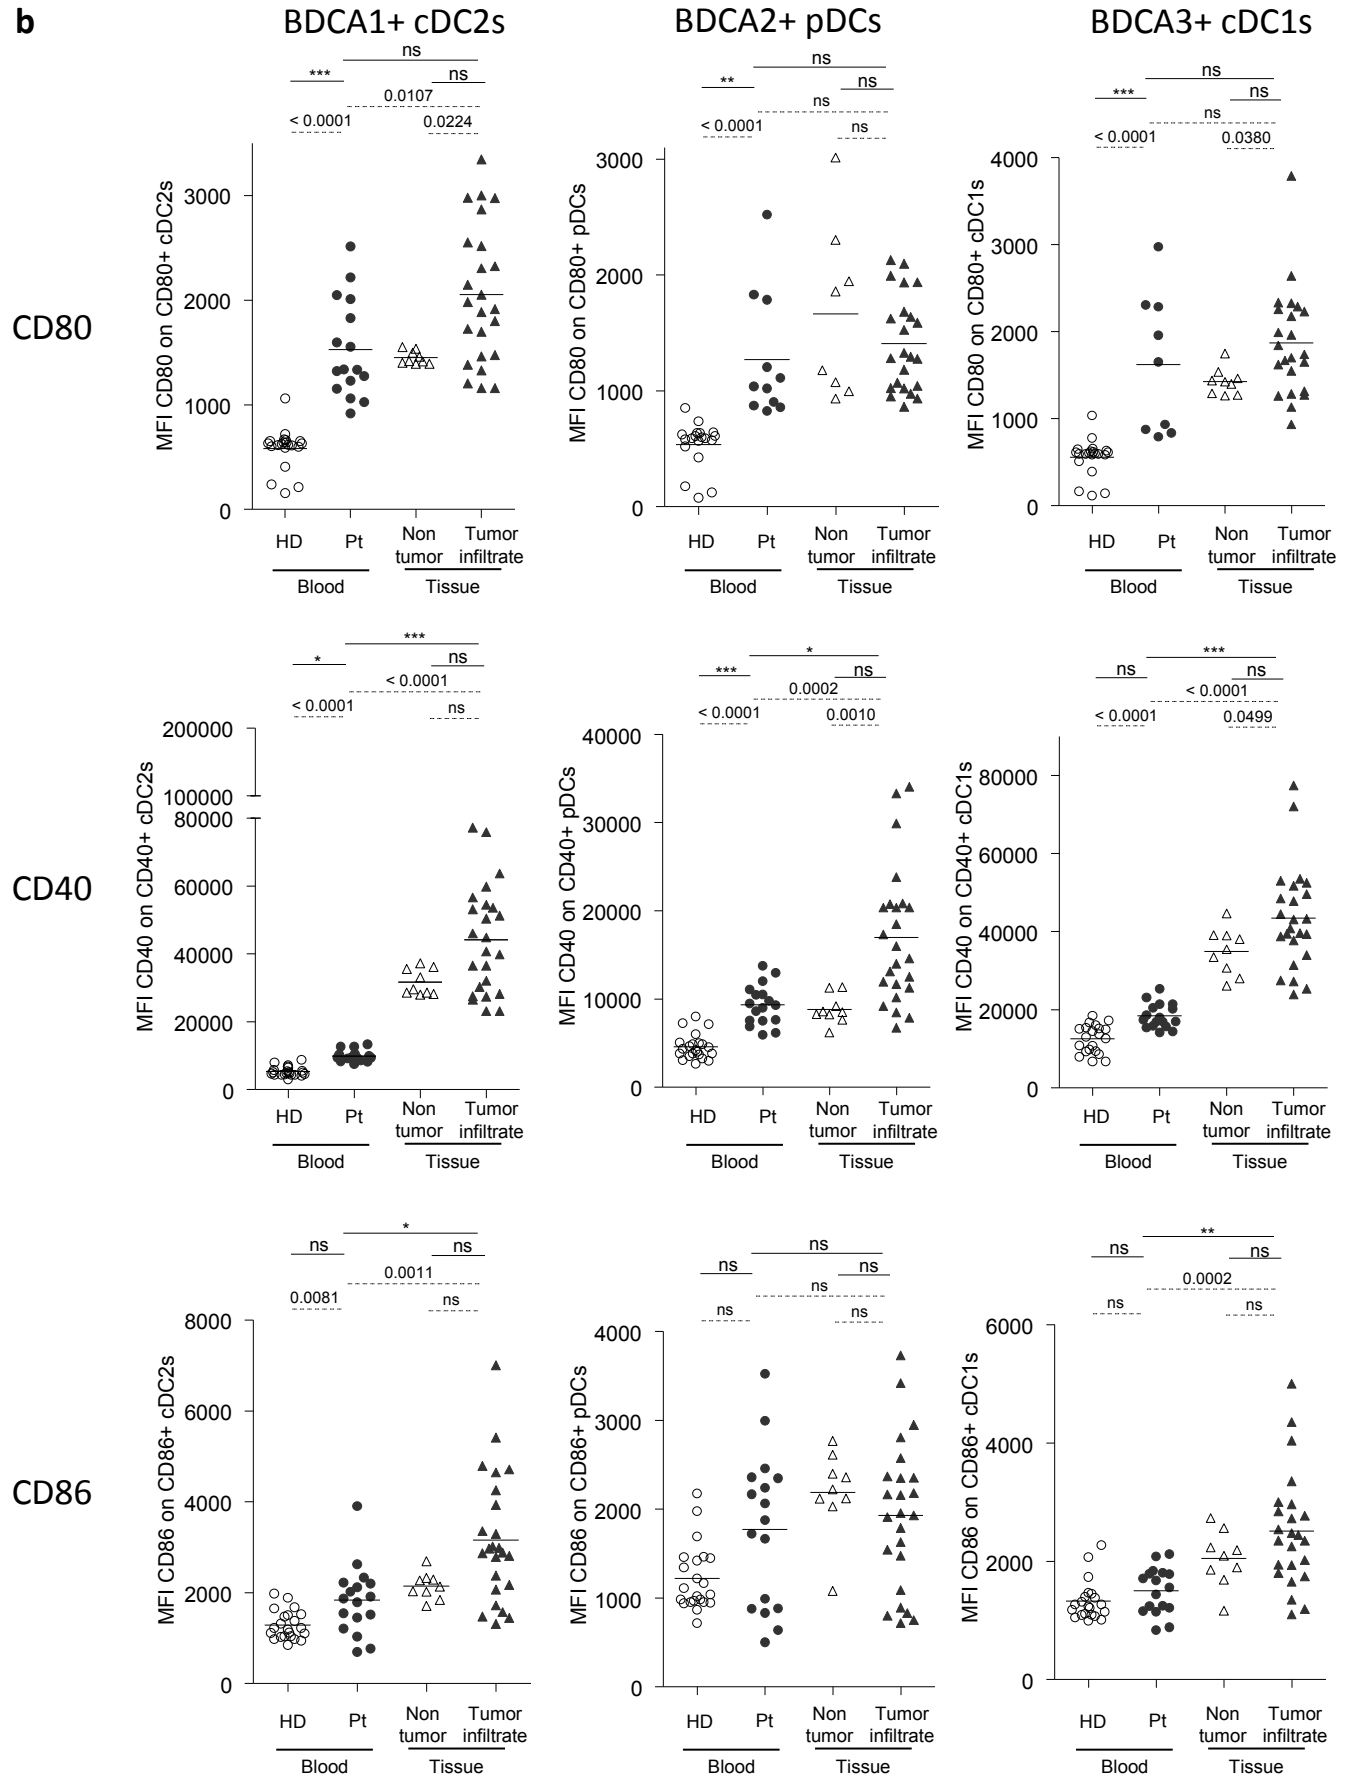 b
BDCA1+ cDC2s
BDCA2+ pDCs
BDCA3+ cDC1s
CD80
ns
***
ns
0.0107
< 0.0001
0.0224
MFI CD80 on CD80+ cDC2s
3000
2000
1000
0
HD
Pt
Non tumor
Tumor infiltrate
Blood
Tissue
ns
**
ns
ns
< 0.0001
ns
MFI CD80 on CD80+ pDCs
3000
2000
1000
0
HD
Pt
Non tumor
Tumor infiltrate
Blood
Tissue
ns
***
ns
ns
< 0.0001
0.0380
MFI CD80 on CD80+ cDC1s
4000
3000
2000
1000
0
HD
Pt
Non tumor
Tumor infiltrate
Blood
Tissue
CD40
***
*
ns
< 0.0001
< 0.0001
ns
MFI CD40 on CD40+ cDC2s
200000
100000
80000
60000
40000
20000
0
HD
Pt
Non tumor
Tumor infiltrate
Blood
Tissue
*
***
ns
0.0002
< 0.0001
0.0010
MFI CD40 on CD40+ pDCs
40000
30000
20000
10000
0
HD
Pt
Non tumor
Tumor infiltrate
Blood
Tissue
***
ns
ns
< 0.0001
< 0.0001
0.0499
MFI CD40 on CD40+ cDC1s
80000
60000
40000
20000
0
HD
Pt
Non tumor
Tumor infiltrate
Blood
Tissue
CD86
*
ns
ns
0.0011
0.0081
ns
MFI CD86 on CD86+ cDC2s
8000
6000
4000
2000
0
HD
Pt
Non tumor
Tumor infiltrate
Blood
Tissue
ns
ns
ns
ns
ns
ns
MFI CD86 on CD86+ pDCs
4000
3000
2000
1000
0
HD
Pt
Non tumor
Tumor infiltrate
Blood
Tissue
**
ns
ns
0.0002
ns
ns
MFI CD86 on CD86+ cDC1s
6000
4000
2000
0
HD
Pt
Non tumor
Tumor infiltrate
Blood
Tissue